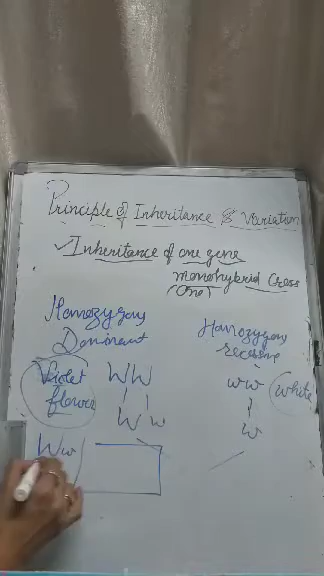 Principle of Inheritance & Variation
✓ Inheritance of one gene
monohybrid Cross
(One)
Homozygous
Dominant
Homozygous
recessive
Violet WW
flower
ww white
W W
w
Ww